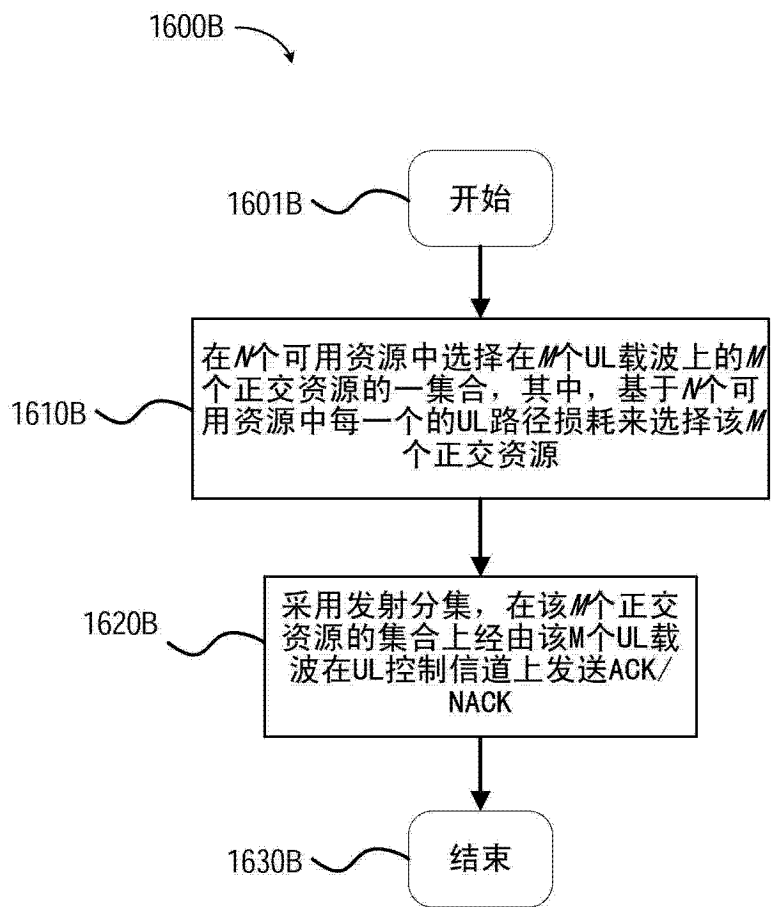 1600B
1601B
开始
在N个可用资源中选择在M个UL载波上的M
个正交资源的一集合，其中，基于N个可
用资源中每一个的UL路径损耗来选择该M
个正交资源
1610B
采用发射分集，在该M个正交
资源的集合上经由该M个UL载
波在UL控制信道上发送ACK/
NACK
1620B
结束
1630B